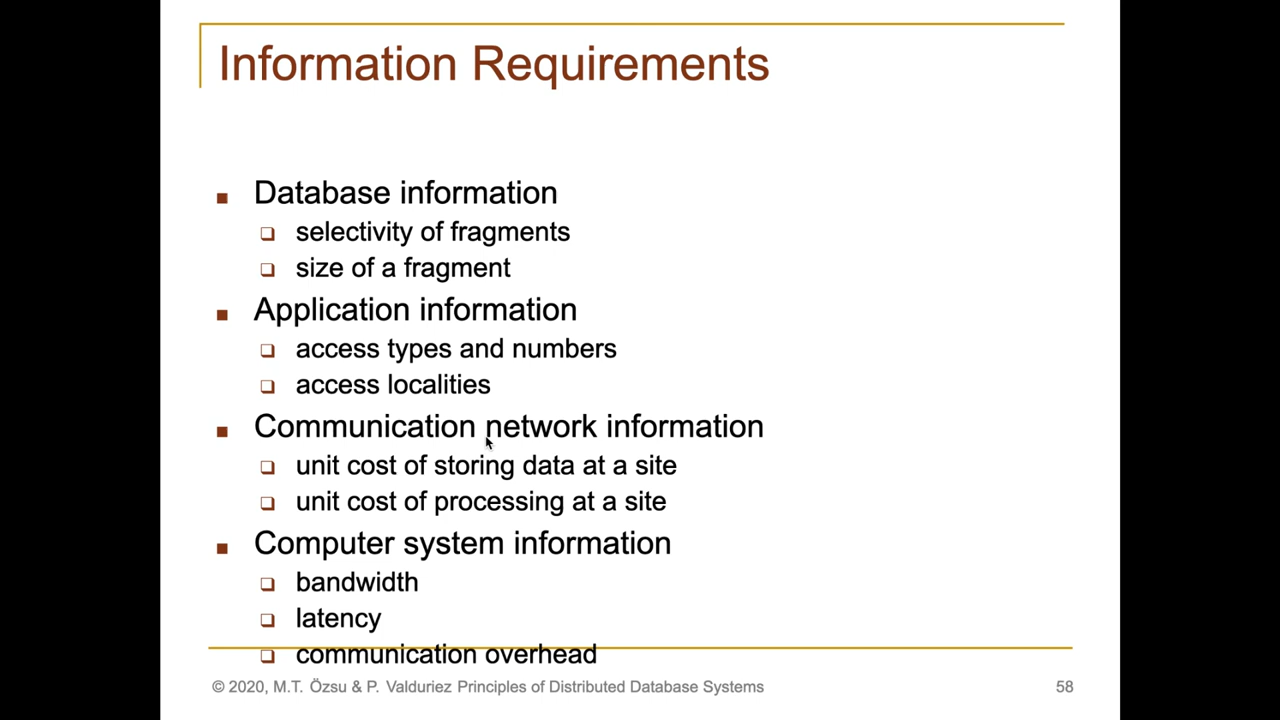 Information Requirements
Database information
selectivity of fragments
size of a fragment
Application information
access types and numbers
access localities
Communication network information
unit cost of storing data at a site
unit cost of processing at a site
Computer system information
bandwidth
latency
communication overhead
© 2020, M.T. Özsu & P. Valduriez Principles of Distributed Database Systems 58